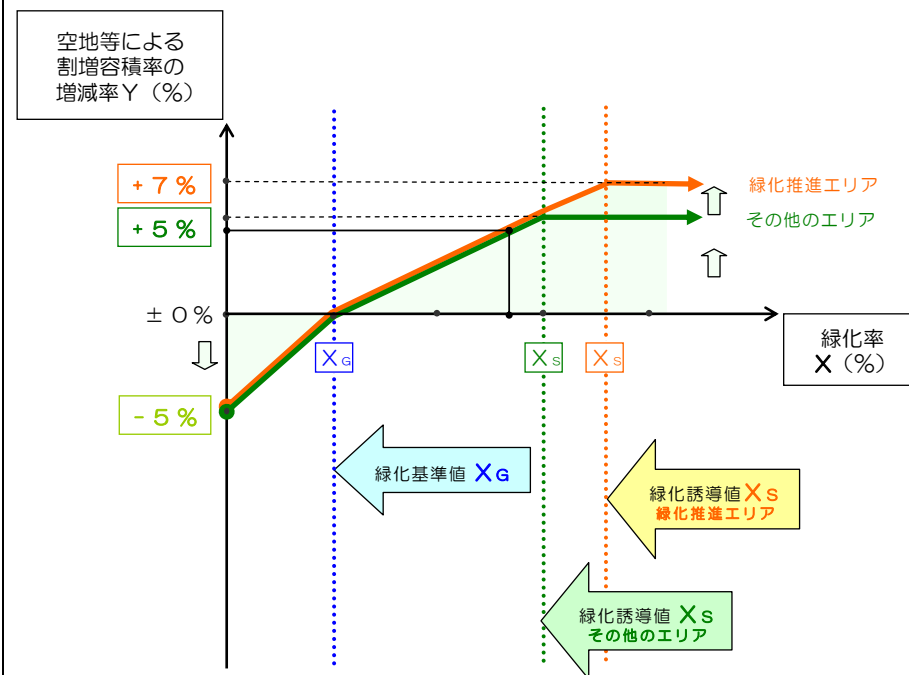 空地等による
割増容積率の
増減率Y（%）
+7%
緑化推進エリア
+5%
その他のエリア
±0%
緑化率
X（%）
XG
XS
XS
-5%
緑化基準値 XG
緑化誘導値 XS
緑化推進エリア
緑化誘導値 XS
その他のエリア